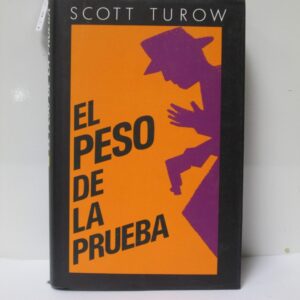 SCOTT TUROW
EL
PESO
DE
LA
PRUEBA